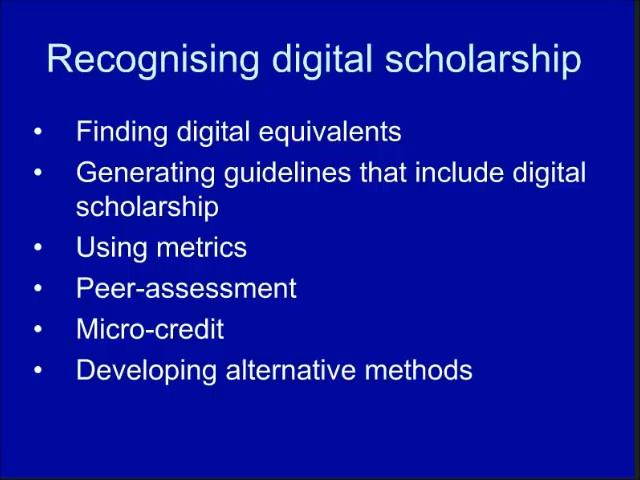 Recognising digital scholarship
• Finding digital equivalents
• Generating guidelines that include digital
scholarship
• Using metrics
• Peer-assessment
• Micro-credit
• Developing alternative methods